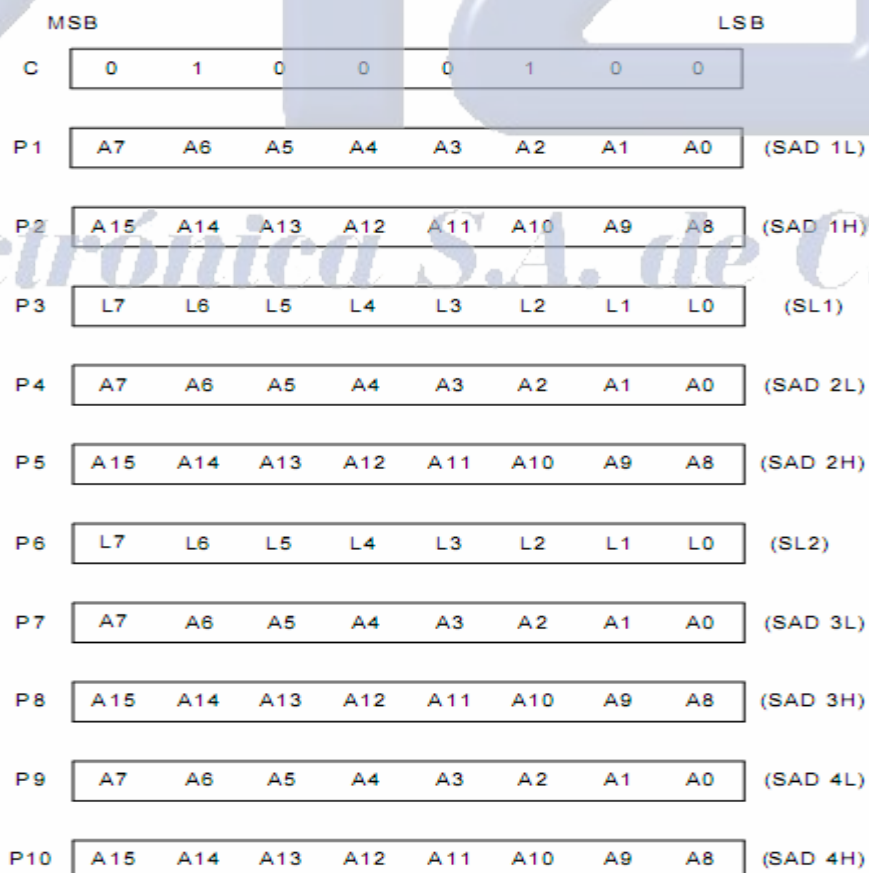 MSB LSB
C 0 1 0 0 0 1 0 0
P1 A7 A6 A5 A4 A3 A2 A1 A0 (SAD 1L)
P2 A15 A14 A13 A12 A11 A10 A9 A8 (SAD 1H)
P3 L7 L6 L5 L4 L3 L2 L1 L0 (SL1)
P4 A7 A6 A5 A4 A3 A2 A1 A0 (SAD 2L)
P5 A15 A14 A13 A12 A11 A10 A9 A8 (SAD 2H)
P6 L7 L6 L5 L4 L3 L2 L1 L0 (SL2)
P7 A7 A6 A5 A4 A3 A2 A1 A0 (SAD 3L)
P8 A15 A14 A13 A12 A11 A10 A9 A8 (SAD 3H)
P9 A7 A6 A5 A4 A3 A2 A1 A0 (SAD 4L)
P10 A15 A14 A13 A12 A11 A10 A9 A8 (SAD 4H)
S.A. de